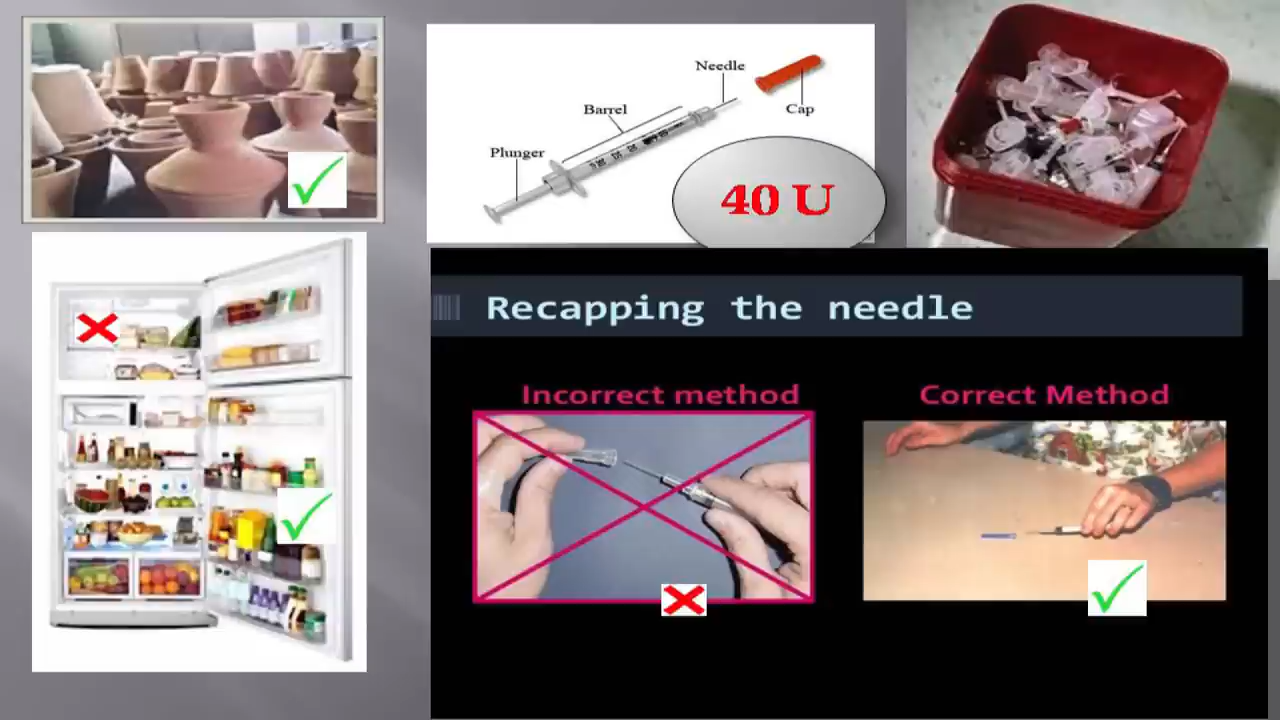 Needle
Cap
Barrel
Plunger
40 U
Recapping the needle
Incorrect method
Correct Method